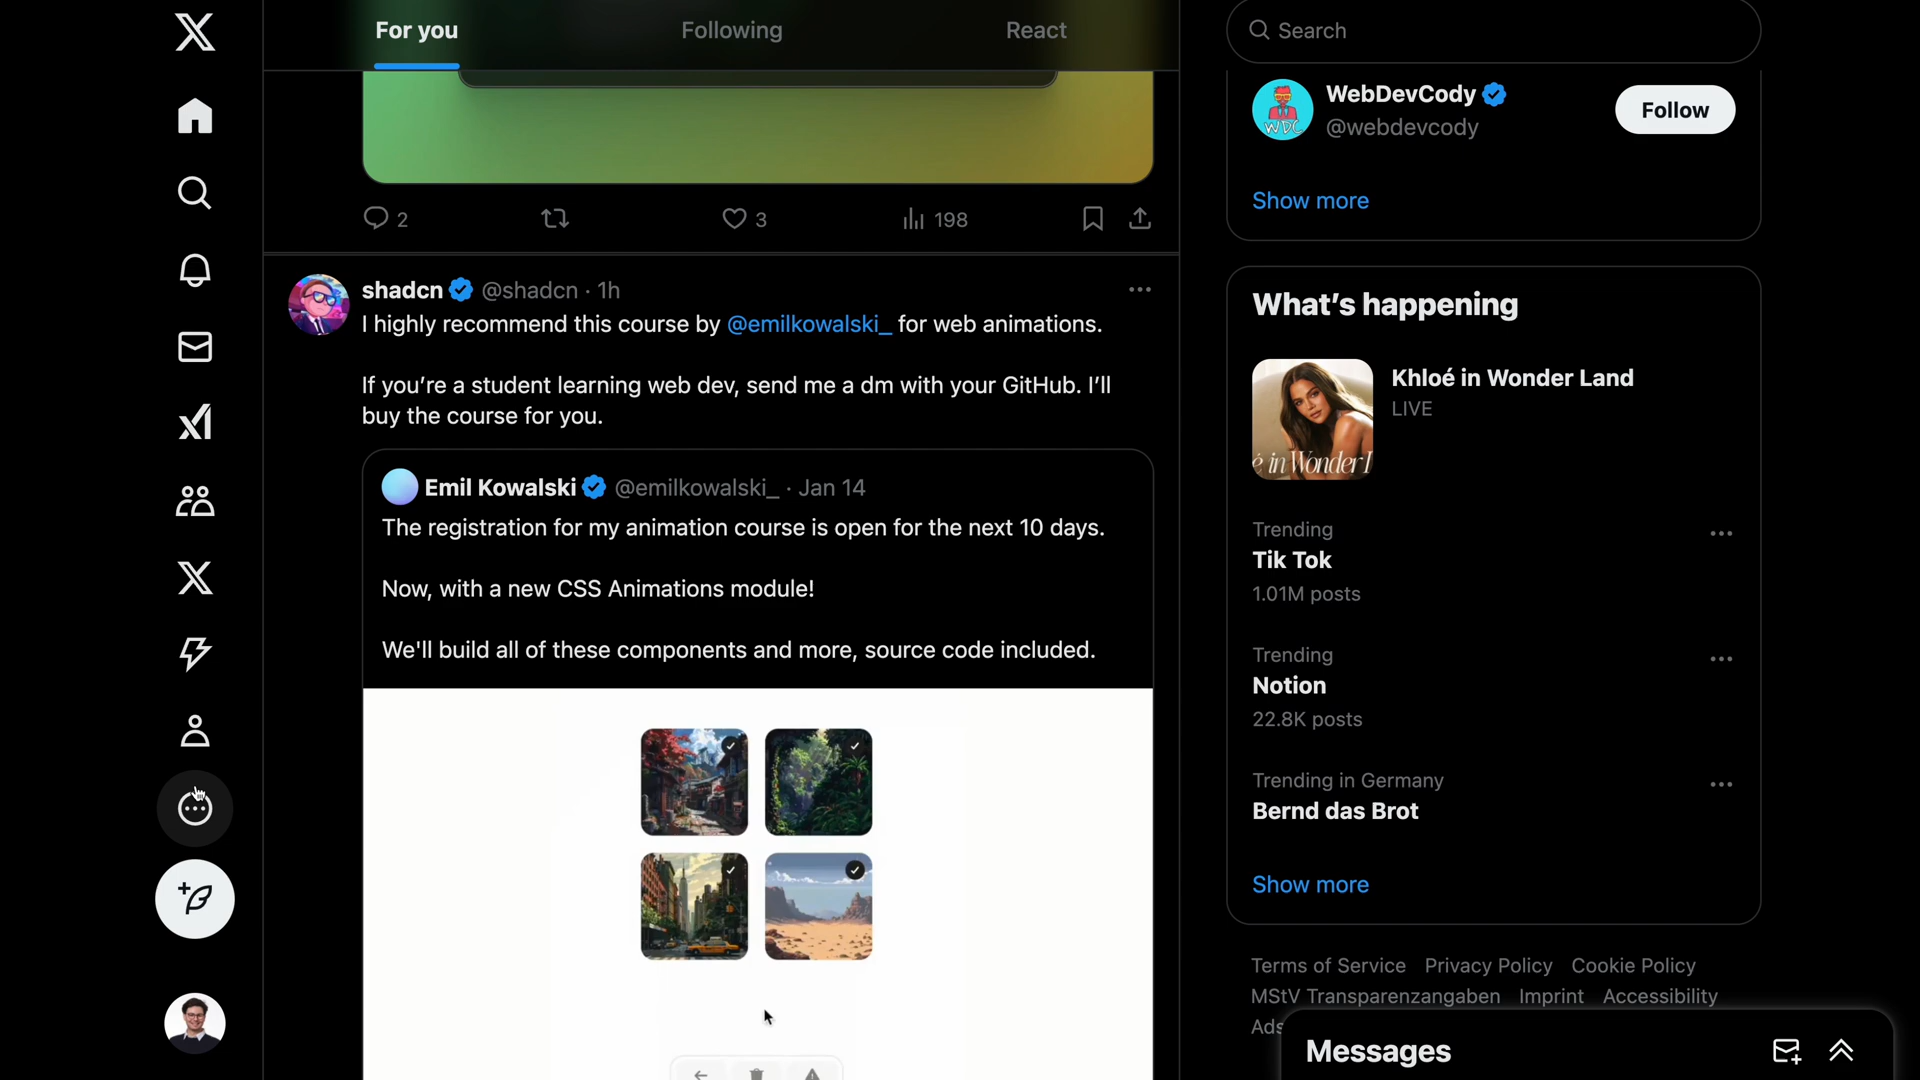 For you
Following
React
2
3
198
shadcn @shadcn · 1h
I highly recommend this course by @emilkowalski_ for web animations.
If you're a student learning web dev, send me a dm with your GitHub. I'll
buy the course for you.
Emil Kowalski @emilkowalski_ · Jan 14
The registration for my animation course is open for the next 10 days.
Now, with a new CSS Animations module!
We'll build all of these components and more, source code included.
Search
WDC
WebDevCody
@webdevcody
Follow
Show more
What's happening
é in Wonder
Khloé in Wonder Land
LIVE
Trending
Tik Tok
1.01M posts
Trending
Notion
22.8K posts
Trending in Germany
Bernd das Brot
Show more
Terms of Service Privacy Policy Cookie Policy
MStV Transparenzangaben Imprint Accessibility
Ads
Messages